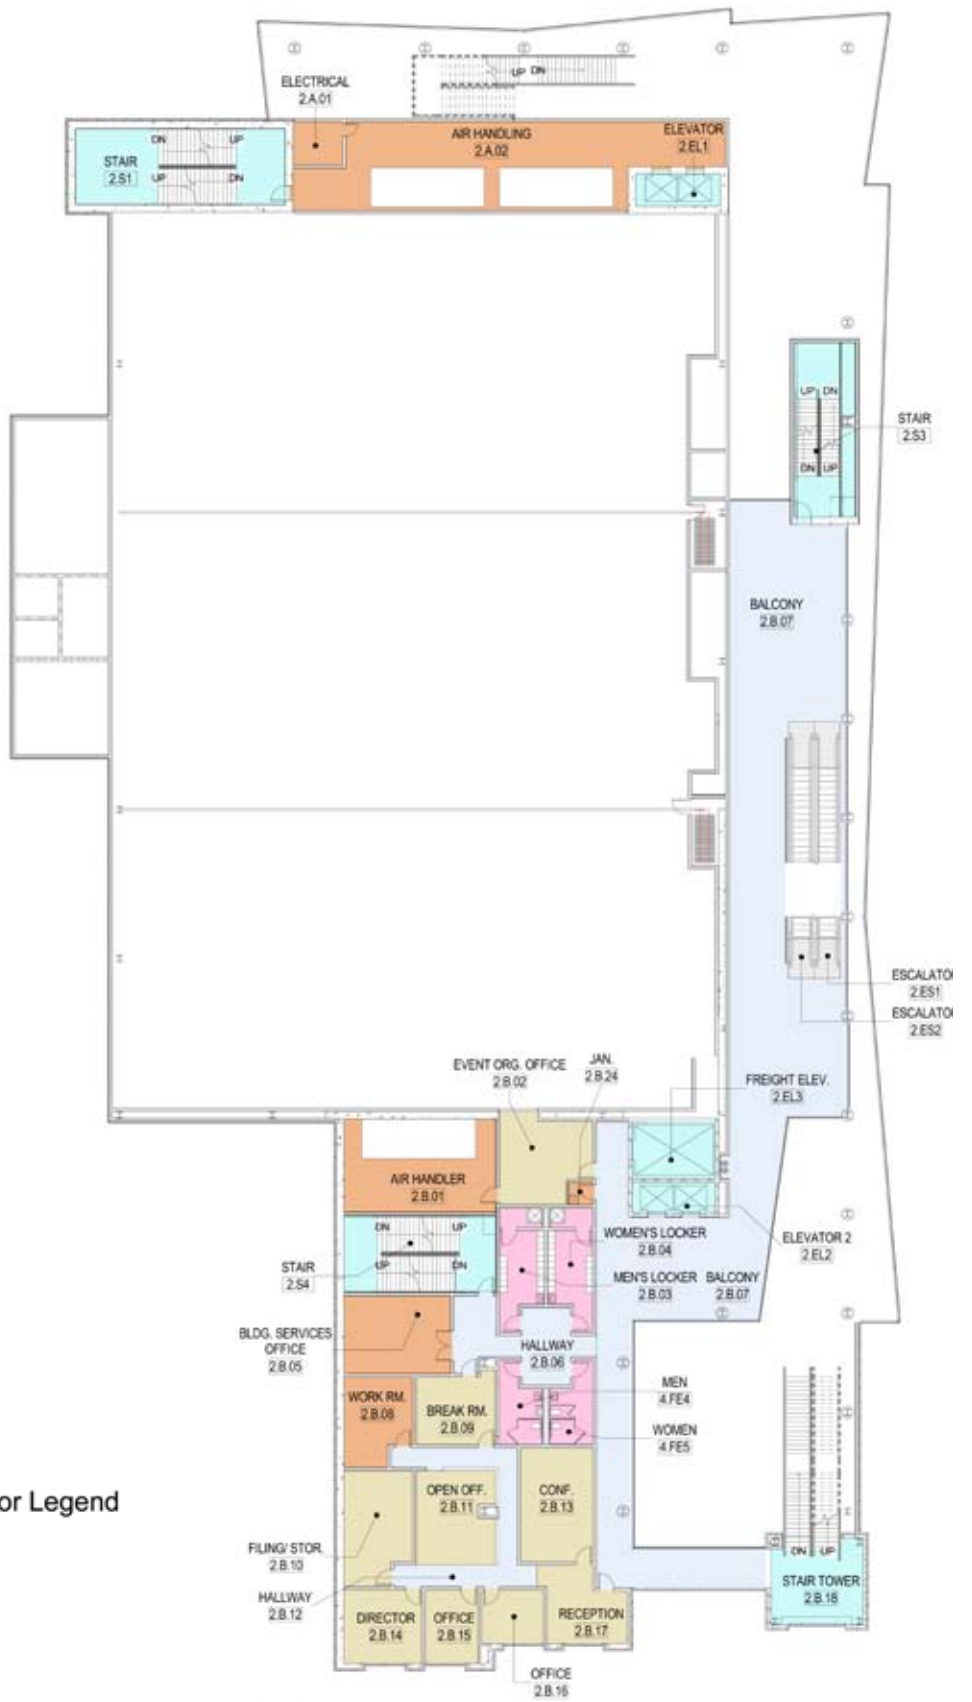 UP DN
ELECTRICAL
2.A.01
AIR HANDLING
2.A.02
ELEVATOR
2.EL1
STAIR
2.S1
DN UP
UP DN
UP DN
DN UP
STAIR
2.S3
BALCONY
2.B.07
ESCALATO
2.ES1
ESCALATO
2.ES2
EVENT ORG. OFFICE
2.B.02
JAN.
2.B.24
FREIGHT ELEV.
2.EL3
AIR HANDLER
2.B.01
DN UP
UP DN
STAIR
2.S4
WOMEN'S LOCKER
2.B.04
ELEVATOR 2
2.EL2
MEN'S LOCKER
2.B.03
BALCONY
2.B.07
BLDG. SERVICES
OFFICE
2.B.05
HALLWAY
2.B.06
MEN
4.FE4
WORK RM.
2.B.08
BREAK RM.
2.B.09
WOMEN
4.FE5
or Legend
OPEN OFF.
2.B.11
CONF.
2.B.13
FILING/ STOR.
2.B.10
DN UP
STAIR TOWER
2.B.18
HALLWAY
2.B.12
DIRECTOR
2.B.14
OFFICE
2.B.15
RECEPTION
2.B.17
OFFICE
2.B.16